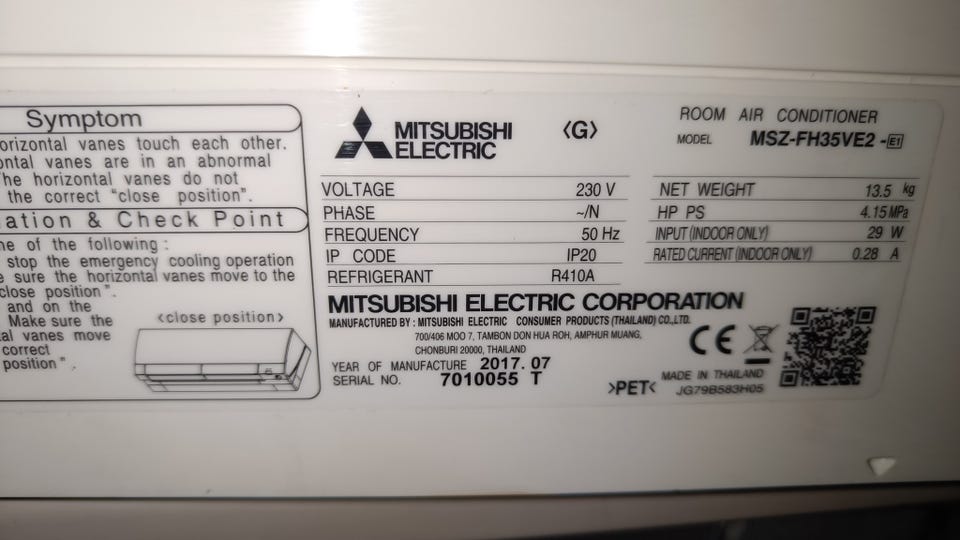 Symptom
orizontal vanes touch each other.
ontal vanes are in an abnormal
he horizontal vanes do not
the correct "close position".
ation & Check Point
ne of the following :
stop the emergency cooling operation
sure the horizontal vanes move to the
close position".
and on the
Make sure the
al vanes move
correct
position".
<close position>
MITSUBISHI
ELECTRIC
<G>
ROOM AIR CONDITIONER
MODEL MSZ-FH35VE2 -E1
VOLTAGE 230 V
PHASE ~/N
FREQUENCY 50 Hz
IP CODE IP20
REFRIGERANT R410A
NET WEIGHT 13.5 kg
HP PS 4.15 MPa
INPUT (INDOOR ONLY) 29 W
RATED CURRENT (INDOOR ONLY) 0.28 A
MITSUBISHI ELECTRIC CORPORATION
MANUFACTURED BY : MITSUBISHI ELECTRIC CONSUMER PRODUCTS (THAILAND) CO.,LTD.
700/406 MOO 7, TAMBON DON HUA ROH, AMPHUR MUANG,
CHONBURI 20000, THAILAND
YEAR OF MANUFACTURE 2017. 07
SERIAL NO. 7010055 T
CE
>PET<
MADE IN THAILAND
JG79B583H05